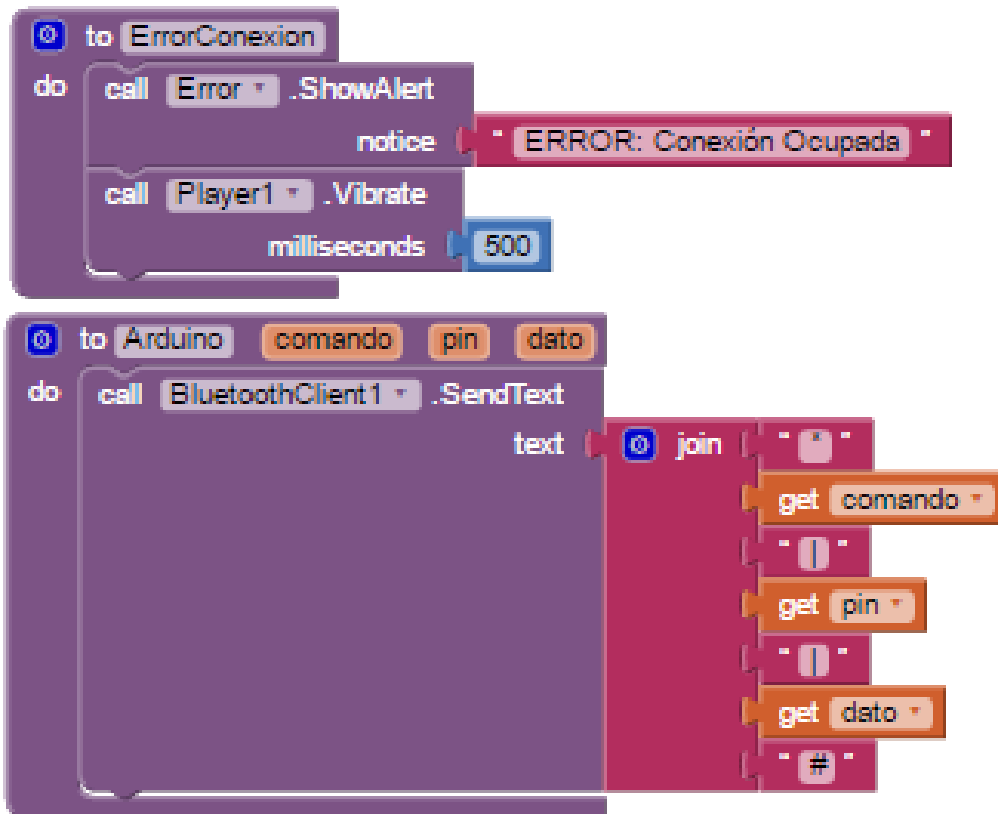 to ErrorConexion
do call Error .ShowAlert
notice " ERROR: Conexión Ocupada "
call Player1 .Vibrate
milliseconds 500
to Arduino comando pin dato
do call BluetoothClient1 .SendText
text join " * "
get comando
" | "
get pin
" | "
get dato
" # "